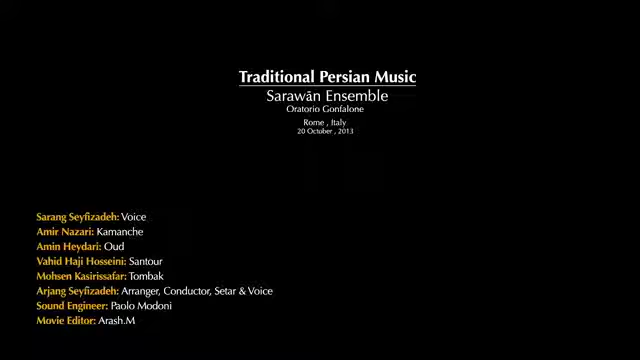 Traditional Persian Music
Sarawān Ensemble
Oratorio Gonfalone
Rome , Italy
20 October , 2013
Sarang Seyfizadeh: Voice
Amir Nazari: Kamanche
Amin Heydari: Oud
Vahid Haji Hosseini: Santour
Mohsen Kasirissafar: Tombak
Arjang Seyfizadeh: Arranger, Conductor, Setar & Voice
Sound Engineer: Paolo Modoni
Movie Editor: Arash.M